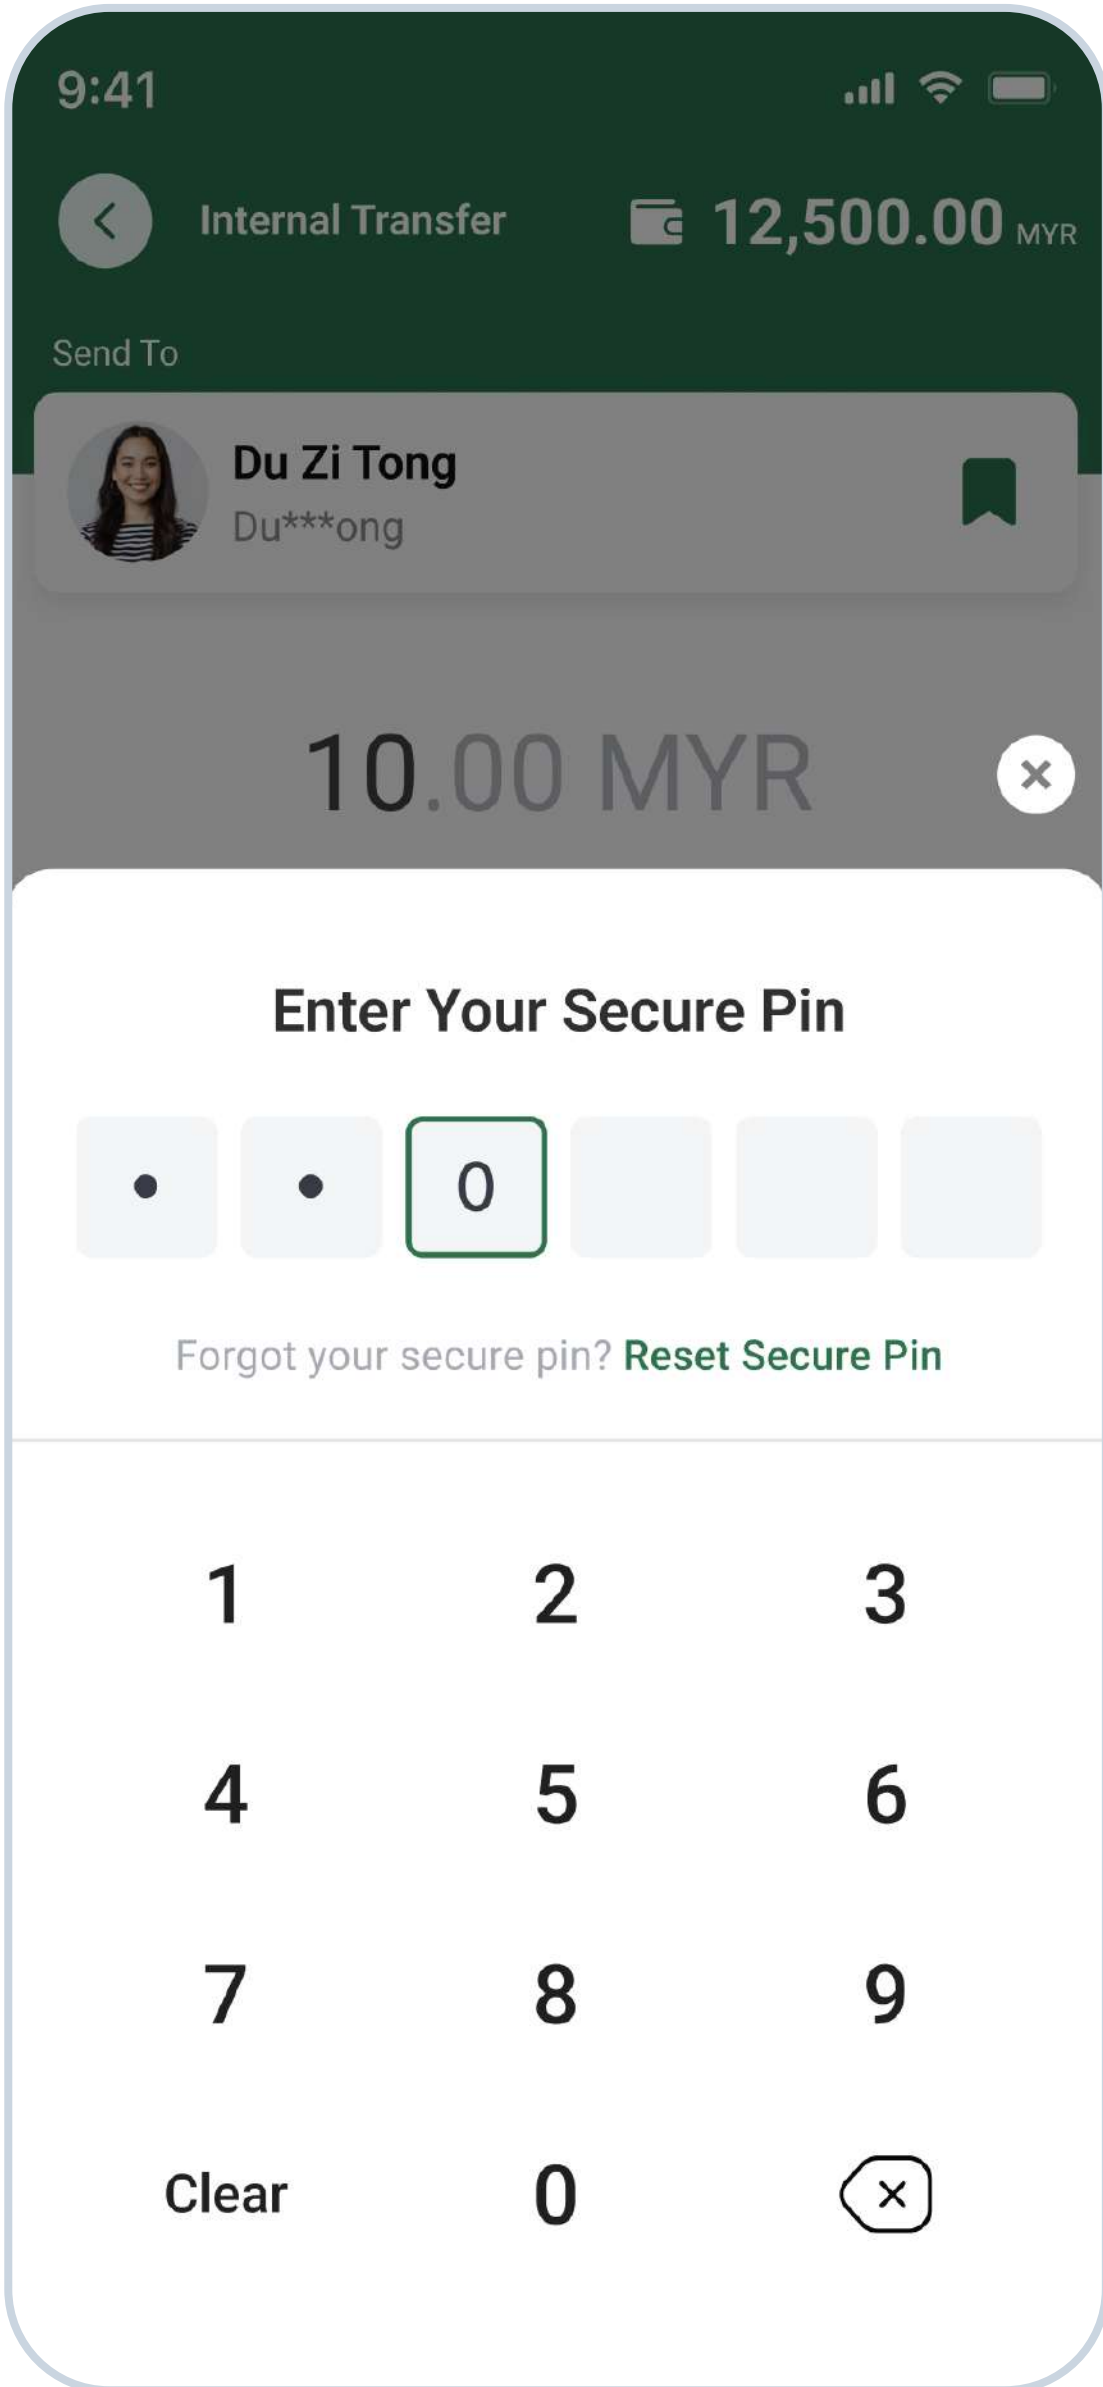 9:41
Internal Transfer 12,500.00 MYR
Send To
Du Zi Tong
Du***ong
10.00 MYR
Enter Your Secure Pin
0
Forgot your secure pin? Reset Secure Pin
1 2 3
4 5 6
7 8 9
Clear 0